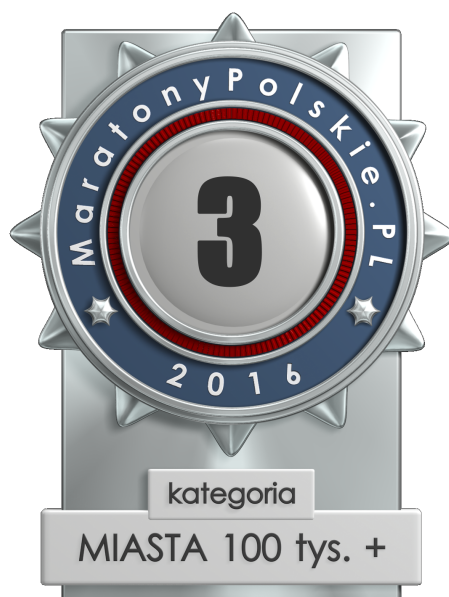 MaratonyPolskie.PL
3
2016
kategoria
MIASTA 100 tys. +